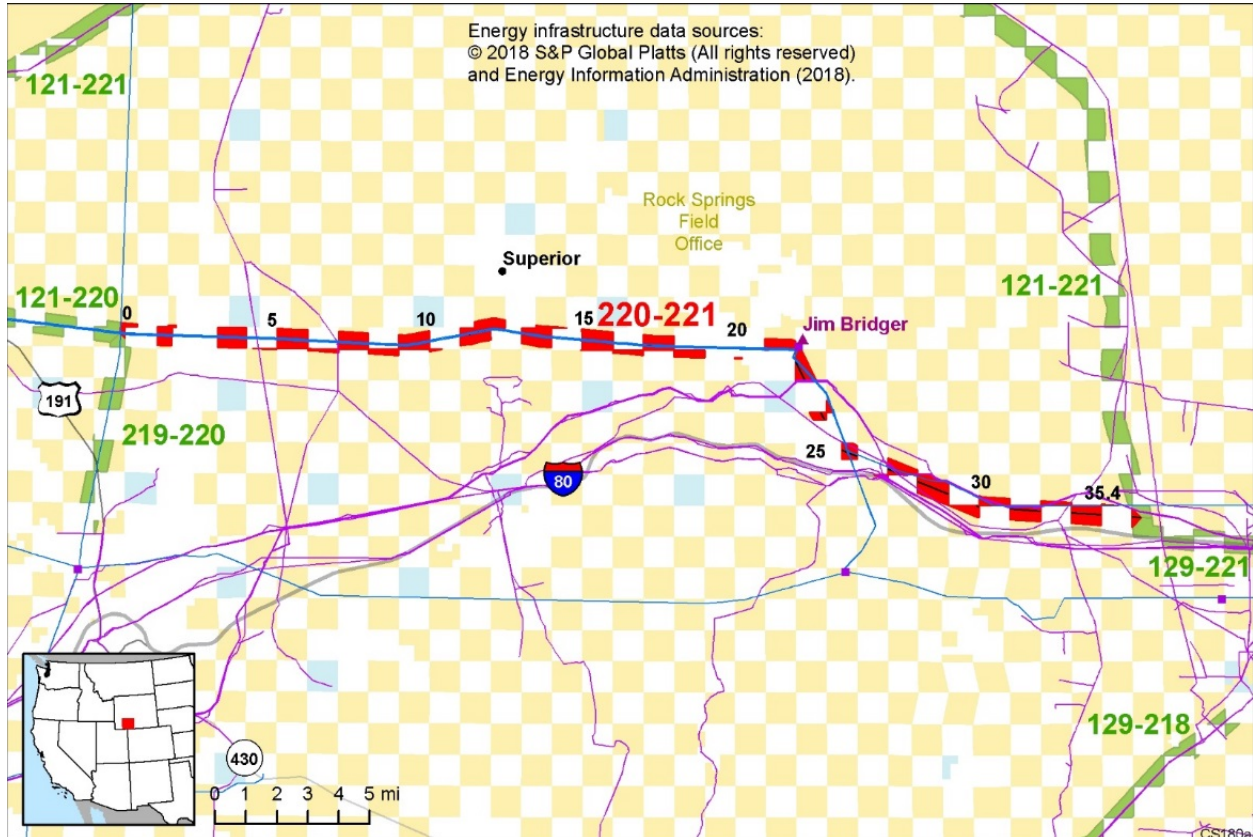 Energy infrastructure data sources:
© 2018 S&P Global Platts (All rights reserved)
and Energy Information Administration (2018).
121-221
Rock Springs
Field
Office
Superior
121-221
121-220
0
5
10
15
220-221
20
Jim Bridger
191
219-220
25
80
30
35.4
129-221
129-218
430
0 1 2 3 4 5 mi
CS180a